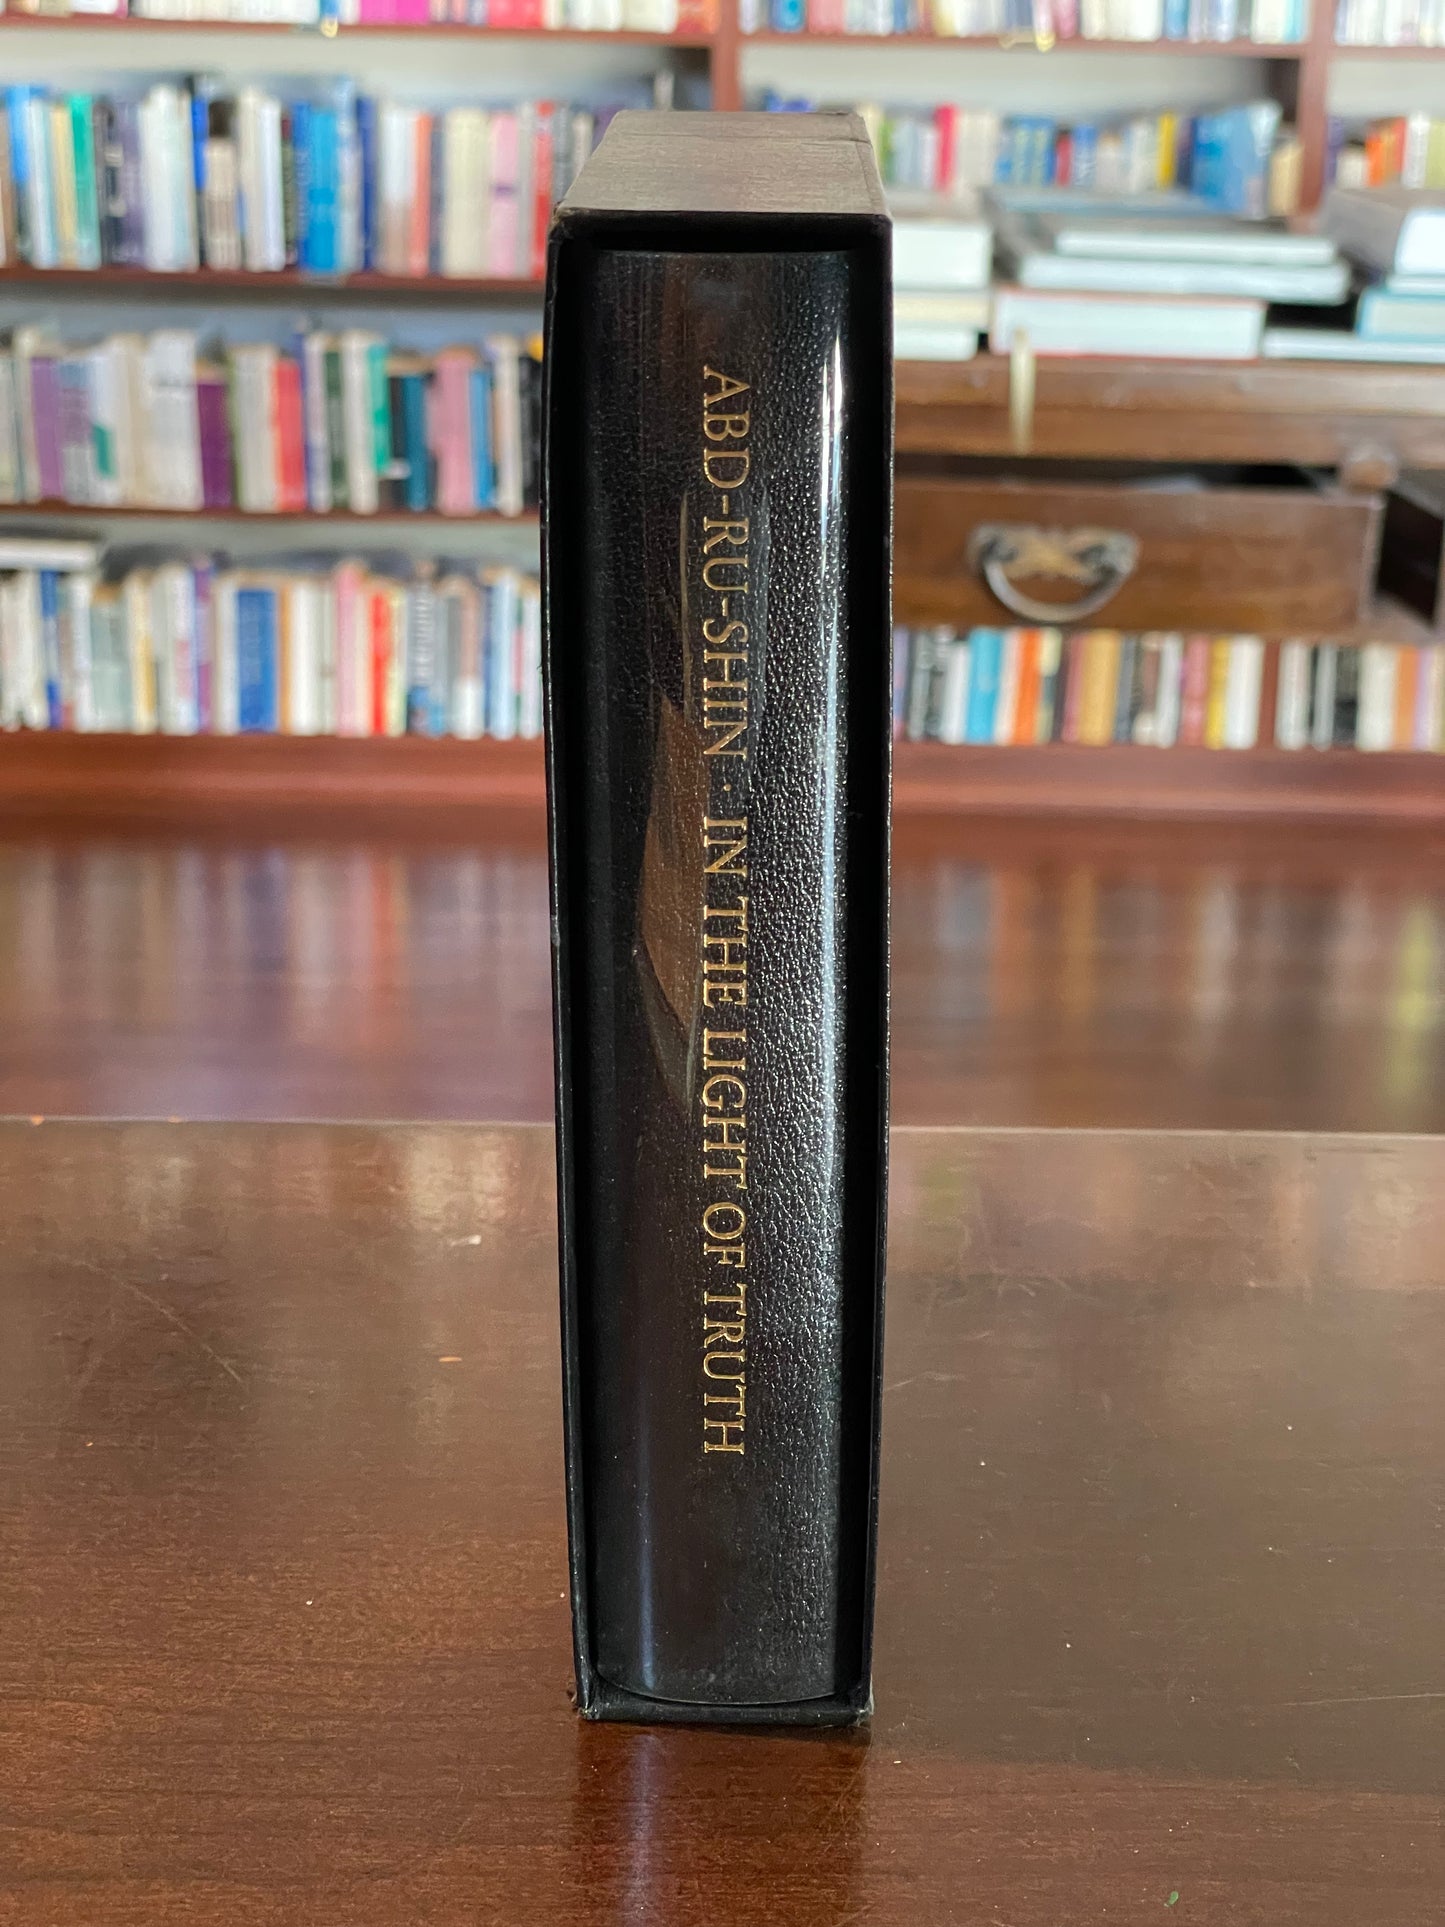 ABD-RU-SHIN · IN THE LIGHT OF TRUTH